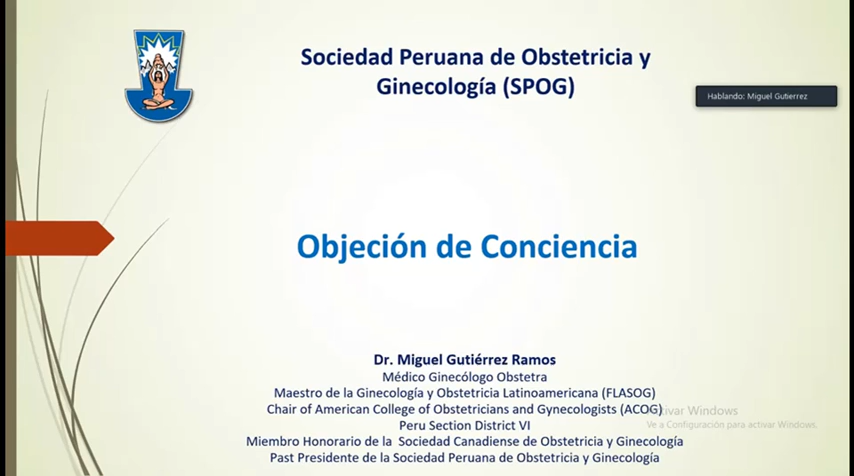 Sociedad Peruana de Obstetricia y
Ginecología (SPOG)
Hablando: Miguel Gutierrez
Objeción de Conciencia
Dr. Miguel Gutiérrez Ramos
Médico Ginecólogo Obstetra
Maestro de la Ginecología y Obstetricia Latinoamericana (FLASOG)
Chair of American College of Obstetricians and Gynecologists (ACOG)
Peru Section District VI
Miembro Honorario de la Sociedad Canadiense de Obstetricia y Ginecología
Past Presidente de la Sociedad Peruana de Obstetricia y Ginecología
Activar Windows
Ve a Configuración para activar Windows.